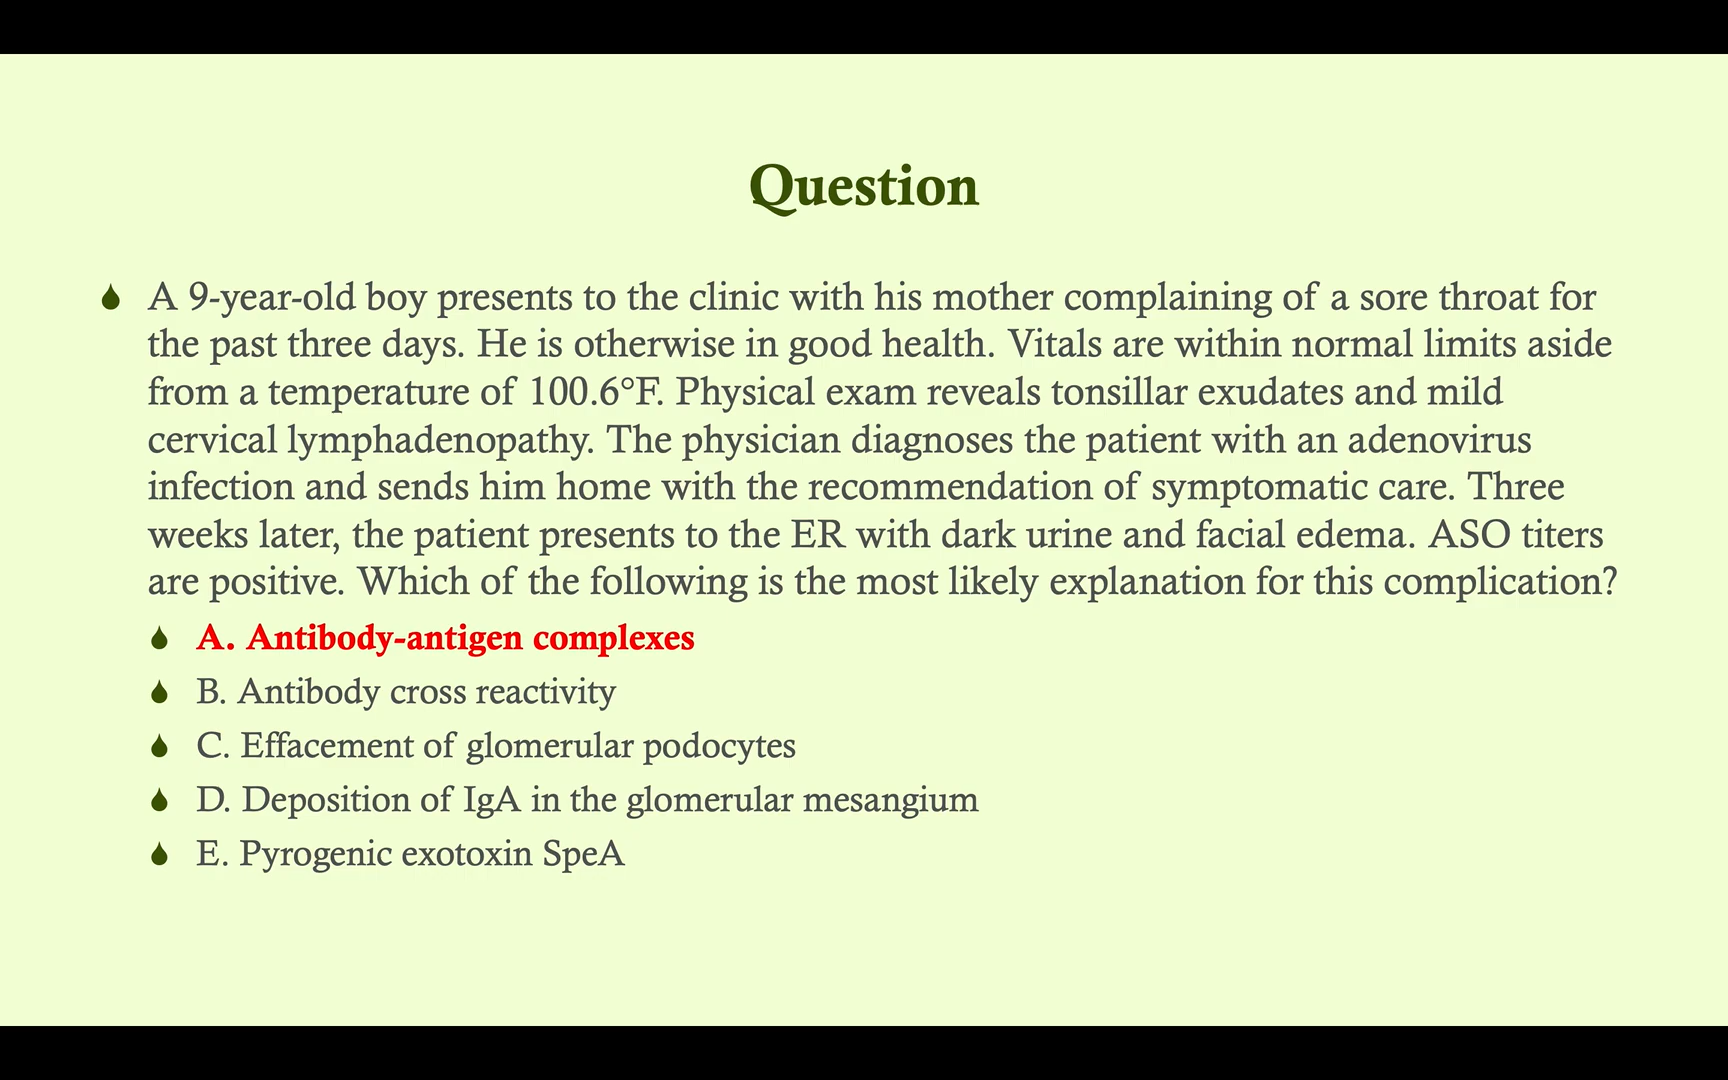 Question
A 9-year-old boy presents to the clinic with his mother complaining of a sore throat for
the past three days. He is otherwise in good health. Vitals are within normal limits aside
from a temperature of 100.6°F. Physical exam reveals tonsillar exudates and mild
cervical lymphadenopathy. The physician diagnoses the patient with an adenovirus
infection and sends him home with the recommendation of symptomatic care. Three
weeks later, the patient presents to the ER with dark urine and facial edema. ASO titers
are positive. Which of the following is the most likely explanation for this complication?
A. Antibody-antigen complexes
B. Antibody cross reactivity
C. Effacement of glomerular podocytes
D. Deposition of IgA in the glomerular mesangium
E. Pyrogenic exotoxin SpeA